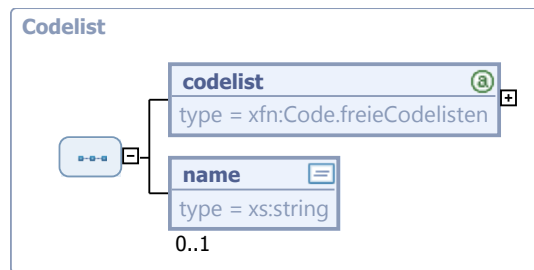 Codelist
codelist
type = xfn:Code.freieCodelisten
name
type = xs:string
0..1